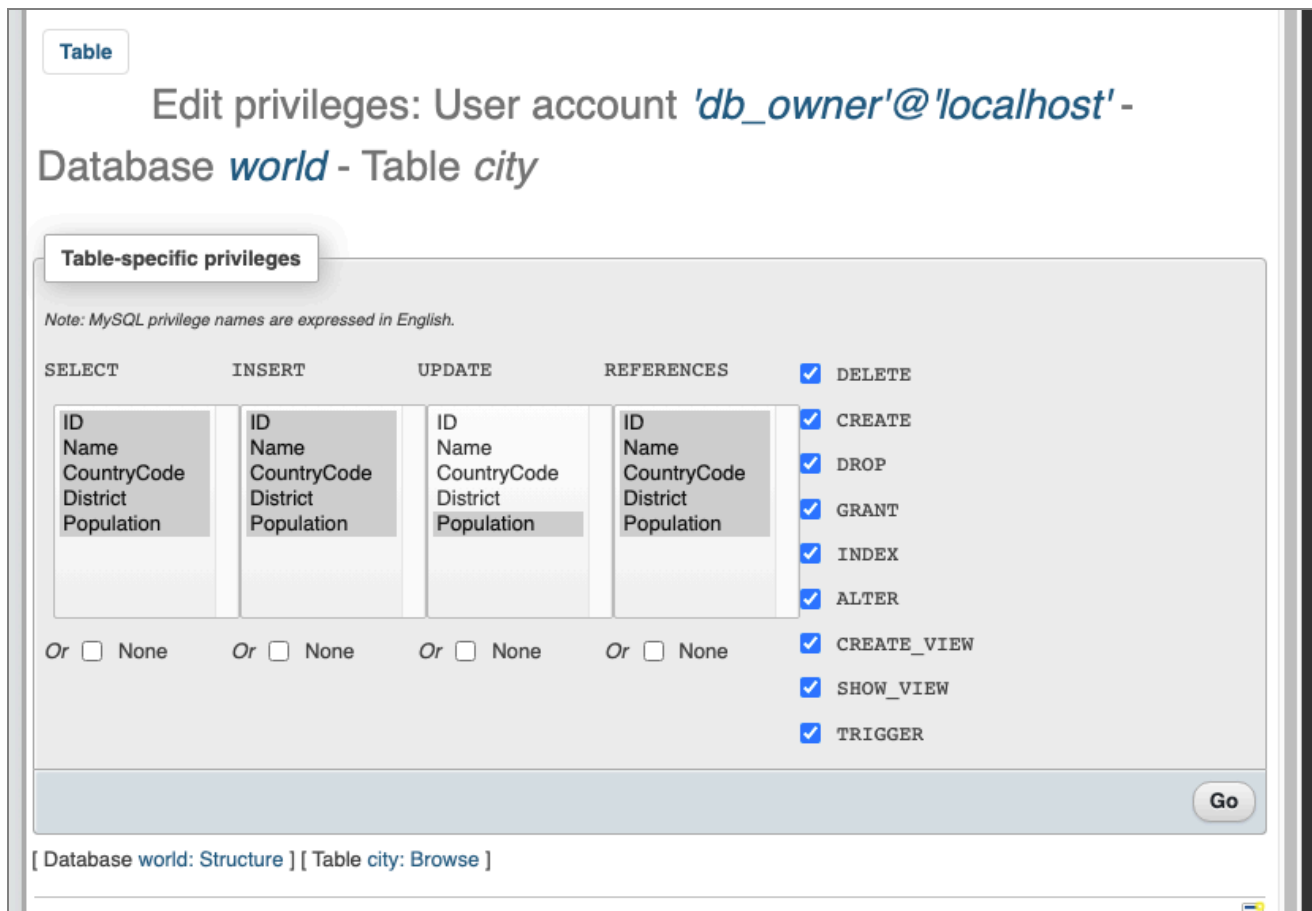 Table
Edit privileges: User account 'db_owner'@'localhost' -
Database world - Table city
Table-specific privileges
Note: MySQL privilege names are expressed in English.
SELECT
ID
Name
CountryCode
District
Population
Or None
INSERT
ID
Name
CountryCode
District
Population
Or None
UPDATE
ID
Name
CountryCode
District
Population
Or None
REFERENCES
ID
Name
CountryCode
District
Population
Or None
DELETE
CREATE
DROP
GRANT
INDEX
ALTER
CREATE_VIEW
SHOW_VIEW
TRIGGER
Go
[ Database world: Structure ] [ Table city: Browse ]